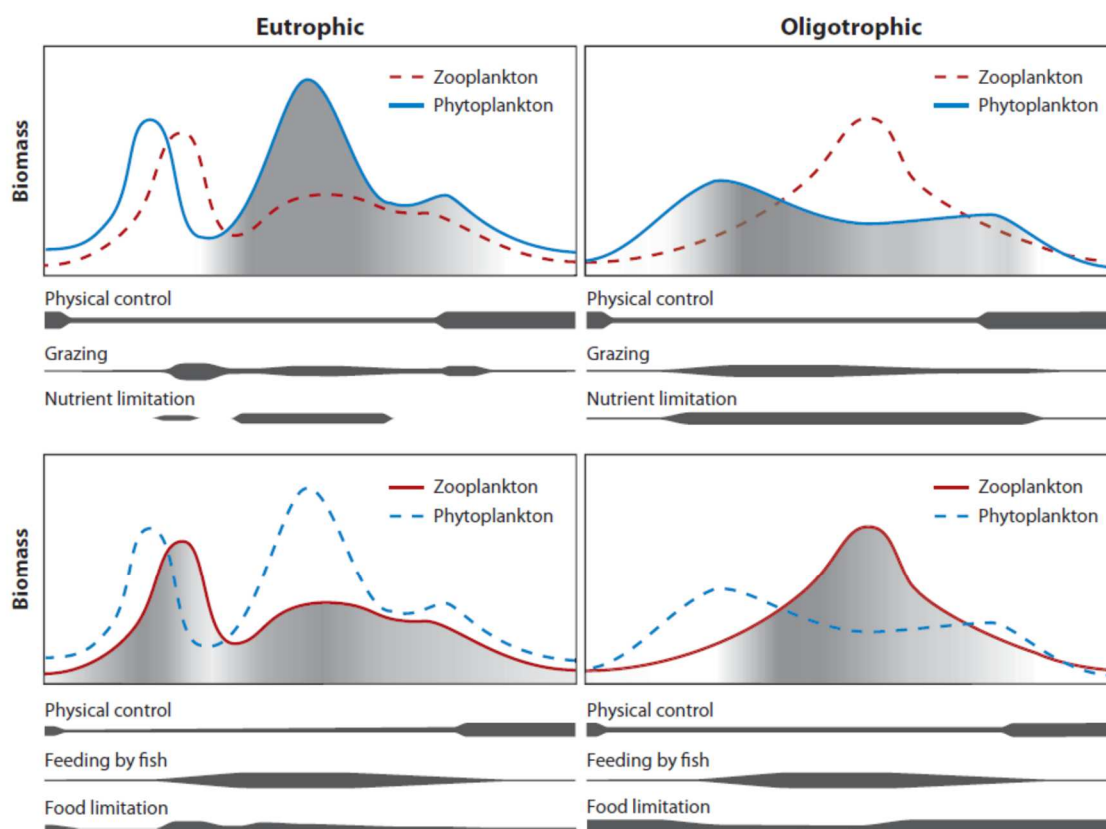 Eutrophic
Oligotrophic
Biomass
Zooplankton
Phytoplankton
Zooplankton
Phytoplankton
Physical control
Physical control
Grazing
Grazing
Nutrient limitation
Nutrient limitation
Biomass
Zooplankton
Phytoplankton
Zooplankton
Phytoplankton
Physical control
Physical control
Feeding by fish
Feeding by fish
Food limitation
Food limitation